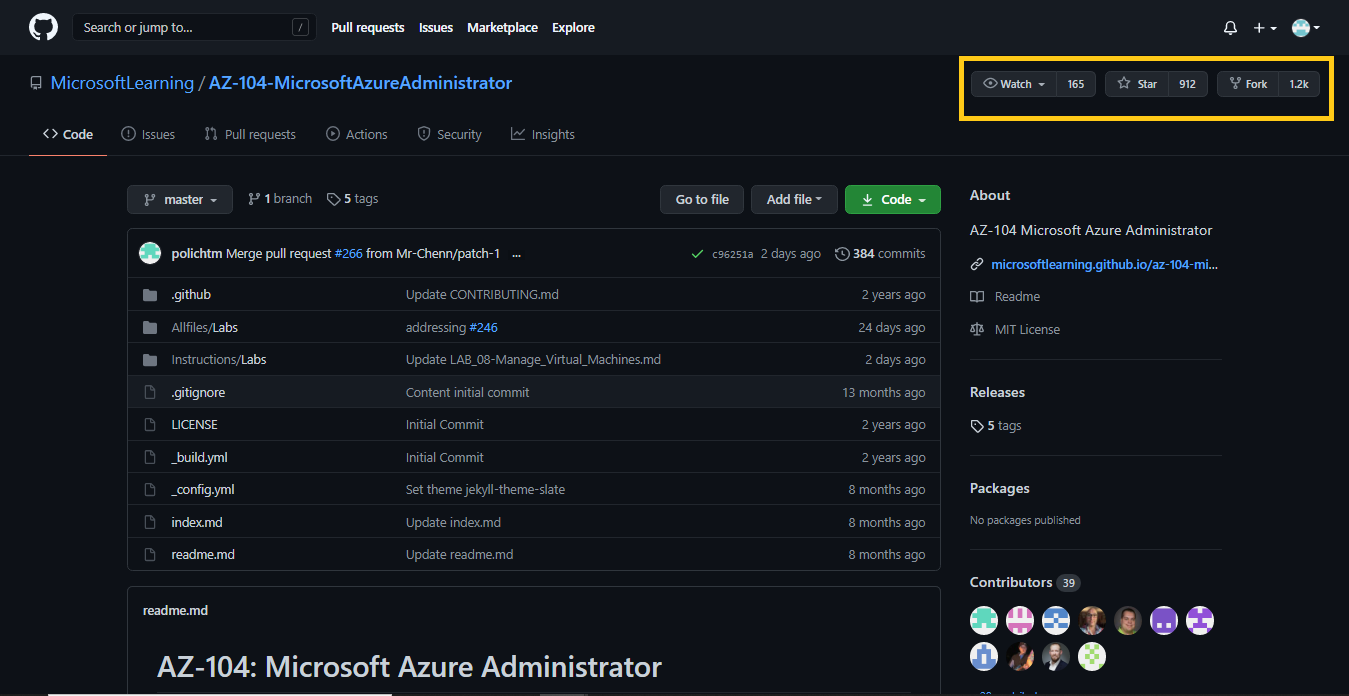 Search or jump to... / Pull requests Issues Marketplace Explore
MicrosoftLearning / AZ-104-MicrosoftAzureAdministrator Watch 165 Star 912 Fork 1.2k
Code Issues Pull requests Actions Security Insights
master 1 branch 5 tags Go to file Add file Code
polichtm Merge pull request #266 from Mr-Chenn/patch-1 ... c96251a 2 days ago 384 commits
.github Update CONTRIBUTING.md 2 years ago
Allfiles/Labs addressing #246 24 days ago
Instructions/Labs Update LAB_08-Manage_Virtual_Machines.md 2 days ago
.gitignore Content initial commit 13 months ago
LICENSE Initial Commit 2 years ago
_build.yml Initial Commit 2 years ago
_config.yml Set theme jekyll-theme-slate 8 months ago
index.md Update index.md 8 months ago
readme.md Update readme.md 8 months ago
readme.md
AZ-104: Microsoft Azure Administrator
About
AZ-104 Microsoft Azure Administrator
microsoftlearning.github.io/az-104-mi...
Readme
MIT License
Releases
5 tags
Packages
No packages published
Contributors 39